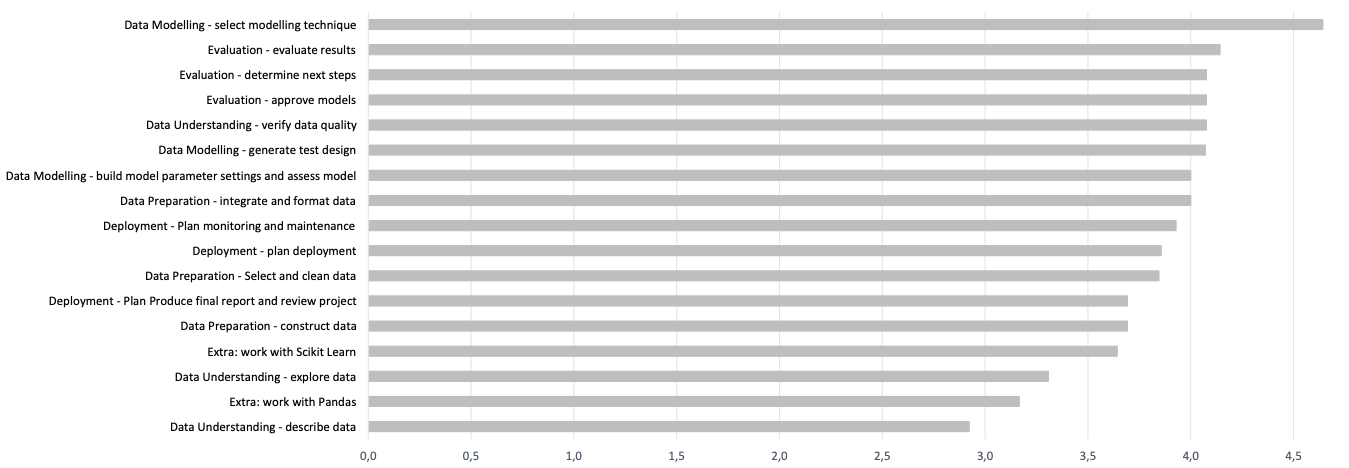 Data Modelling - select modelling technique
Evaluation - evaluate results
Evaluation - determine next steps
Evaluation - approve models
Data Understanding - verify data quality
Data Modelling - generate test design
Data Modelling - build model parameter settings and assess model
Data Preparation - integrate and format data
Deployment - Plan monitoring and maintenance
Deployment - plan deployment
Data Preparation - Select and clean data
Deployment - Plan Produce final report and review project
Data Preparation - construct data
Extra: work with Scikit Learn
Data Understanding - explore data
Extra: work with Pandas
Data Understanding - describe data
0,0 0,5 1,0 1,5 2,0 2,5 3,0 3,5 4,0 4,5